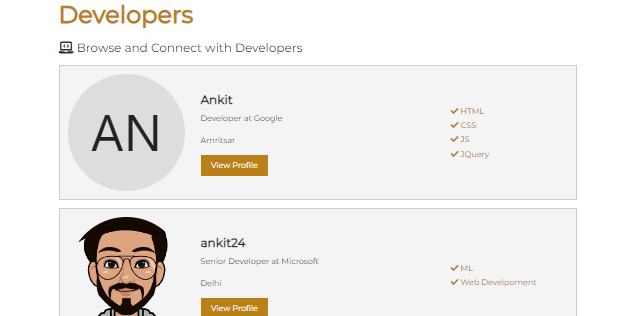 Developers
Browse and Connect with Developers
AN
Ankit
Developer at Google
Amritsar
View Profile
HTML
CSS
JS
JQuery
ankit24
Senior Developer at Microsoft
Delhi
View Profile
ML
Web Develpoment